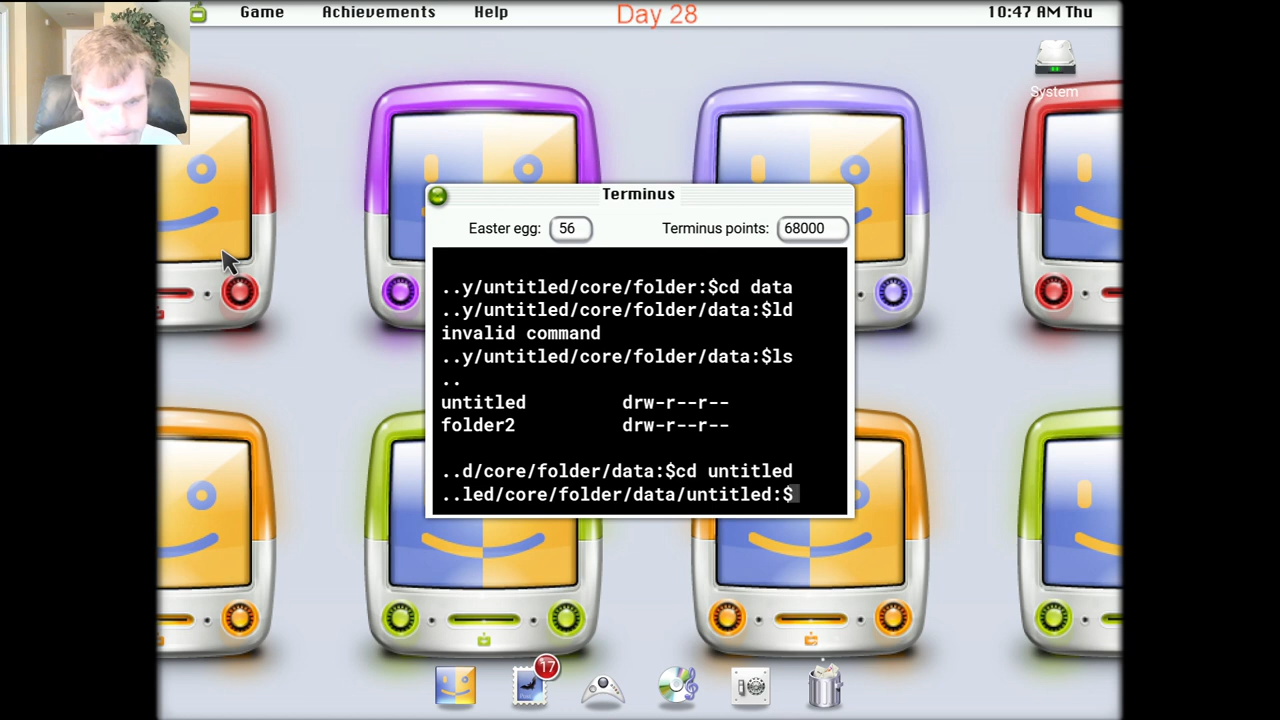 Game Achievements Help Day 28 10:47 AM Thu
System
Terminus
Easter egg: 56 Terminus points: 68000
..y/untitled/core/folder:$cd data
..y/untitled/core/folder/data:$ld
invalid command
..y/untitled/core/folder/data:$ls
..
untitled drw-r--r--
folder2 drw-r--r--
..d/core/folder/data:$cd untitled
..led/core/folder/data/untitled:$
17